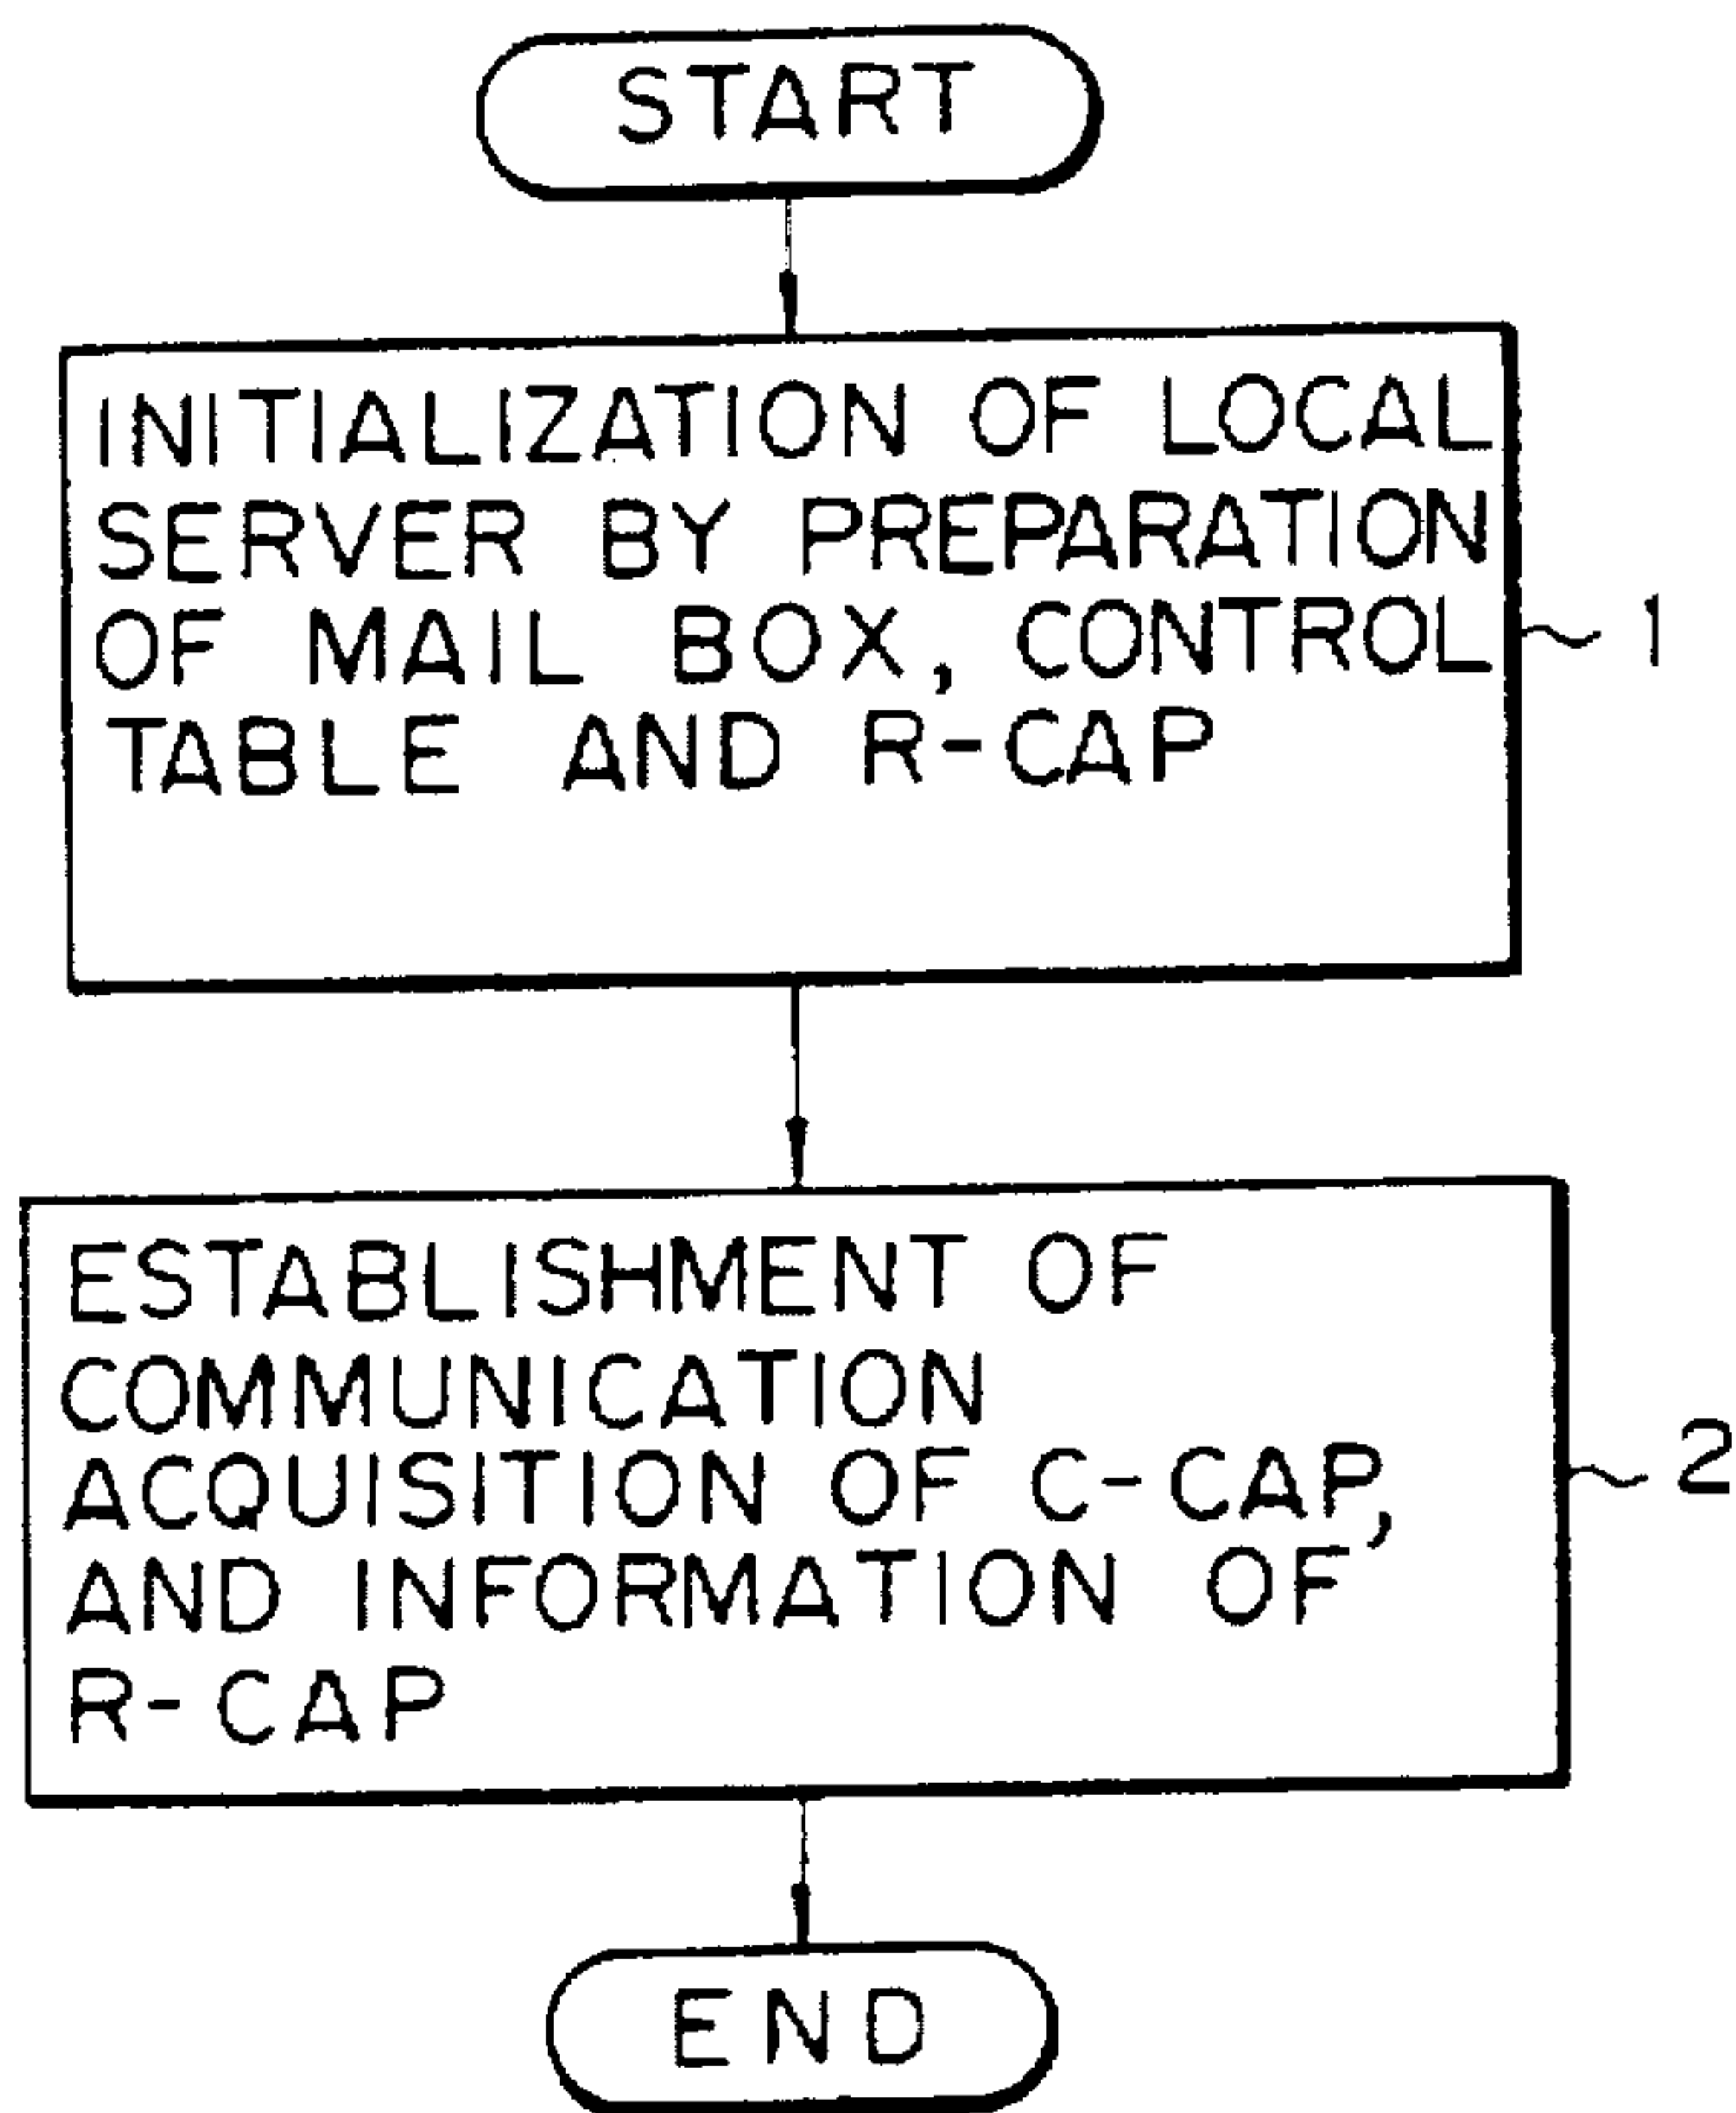 START
INITIALIZATION OF LOCAL
SERVER BY PREPARATION
OF MAIL BOX, CONTROL
TABLE AND R-CAP
1
ESTABLISHMENT OF
COMMUNICATION
ACQUISITION OF C-CAP,
AND INFORMATION OF
R-CAP
2
END